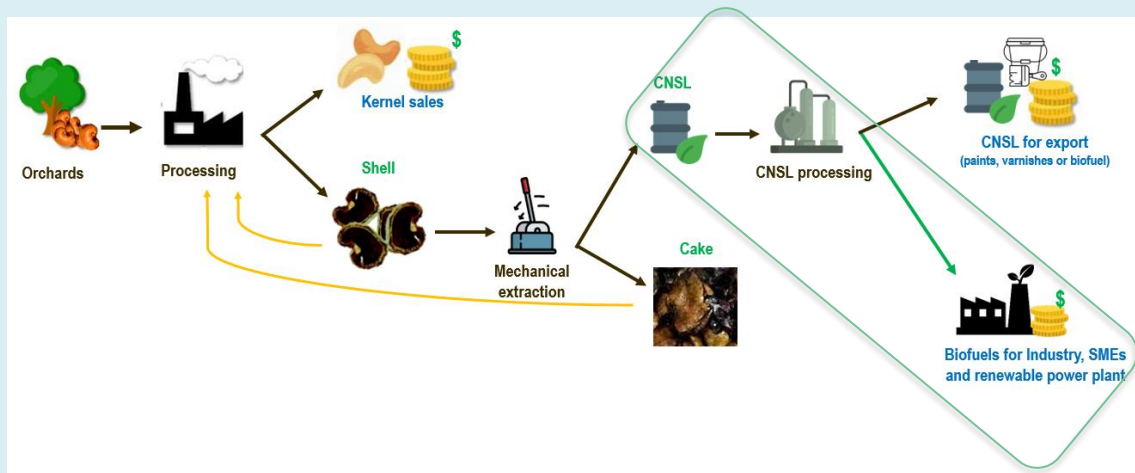 $
Kernel sales
Orchards
Processing
Shell
Mechanical
extraction
CNSL
Cake
CNSL processing
$
CNSL for export
(paints, varnishes or biofuel)
$
Biofuels for Industry, SMEs
and renewable power plant